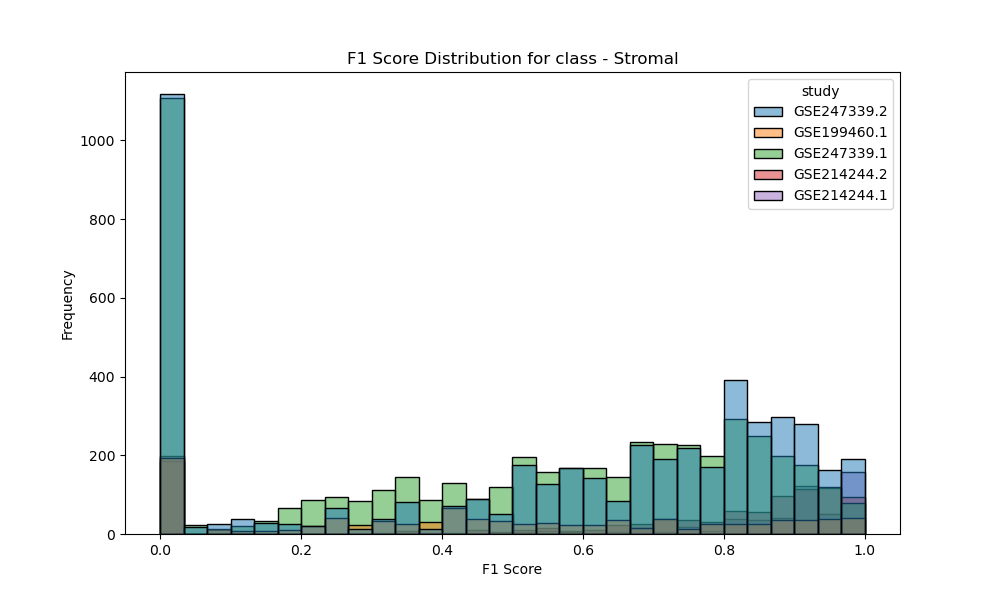 F1 Score Distribution for class - Stromal
study
GSE247339.2
GSE199460.1
GSE247339.1
GSE214244.2
GSE214244.1
Frequency
1000
800
600
400
200
0
0.0 0.2 0.4 0.6 0.8 1.0
F1 Score